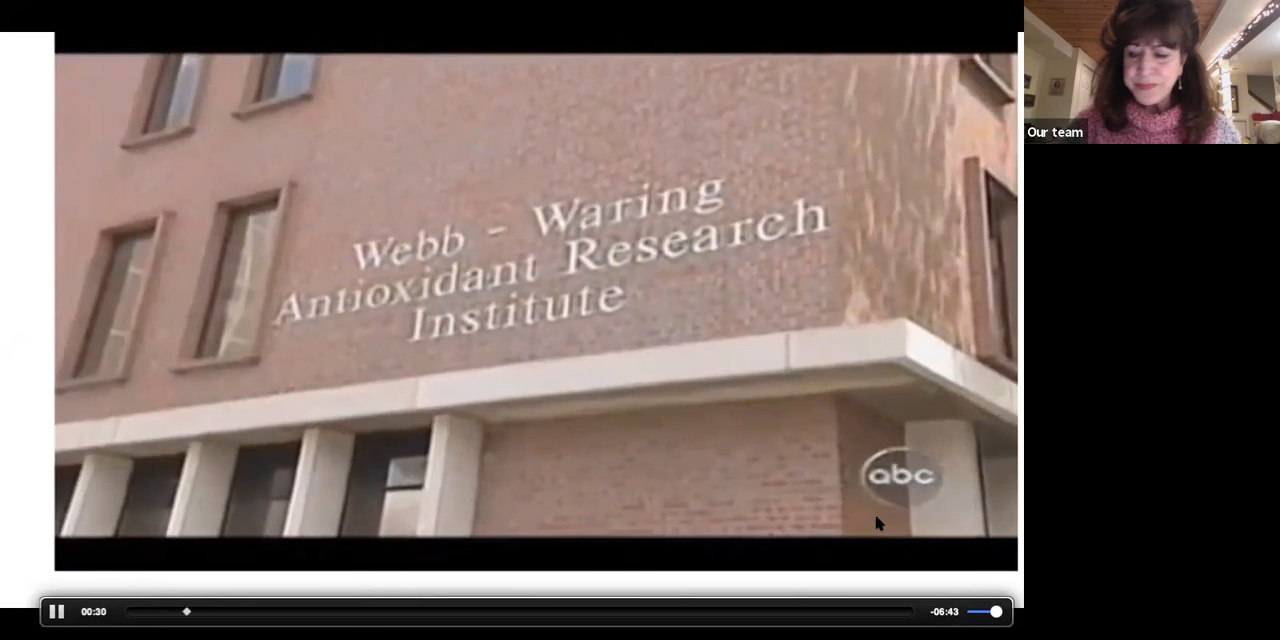 Webb - Waring
Antioxidant Research
Institute
abc
Our team
00:30
-06:43